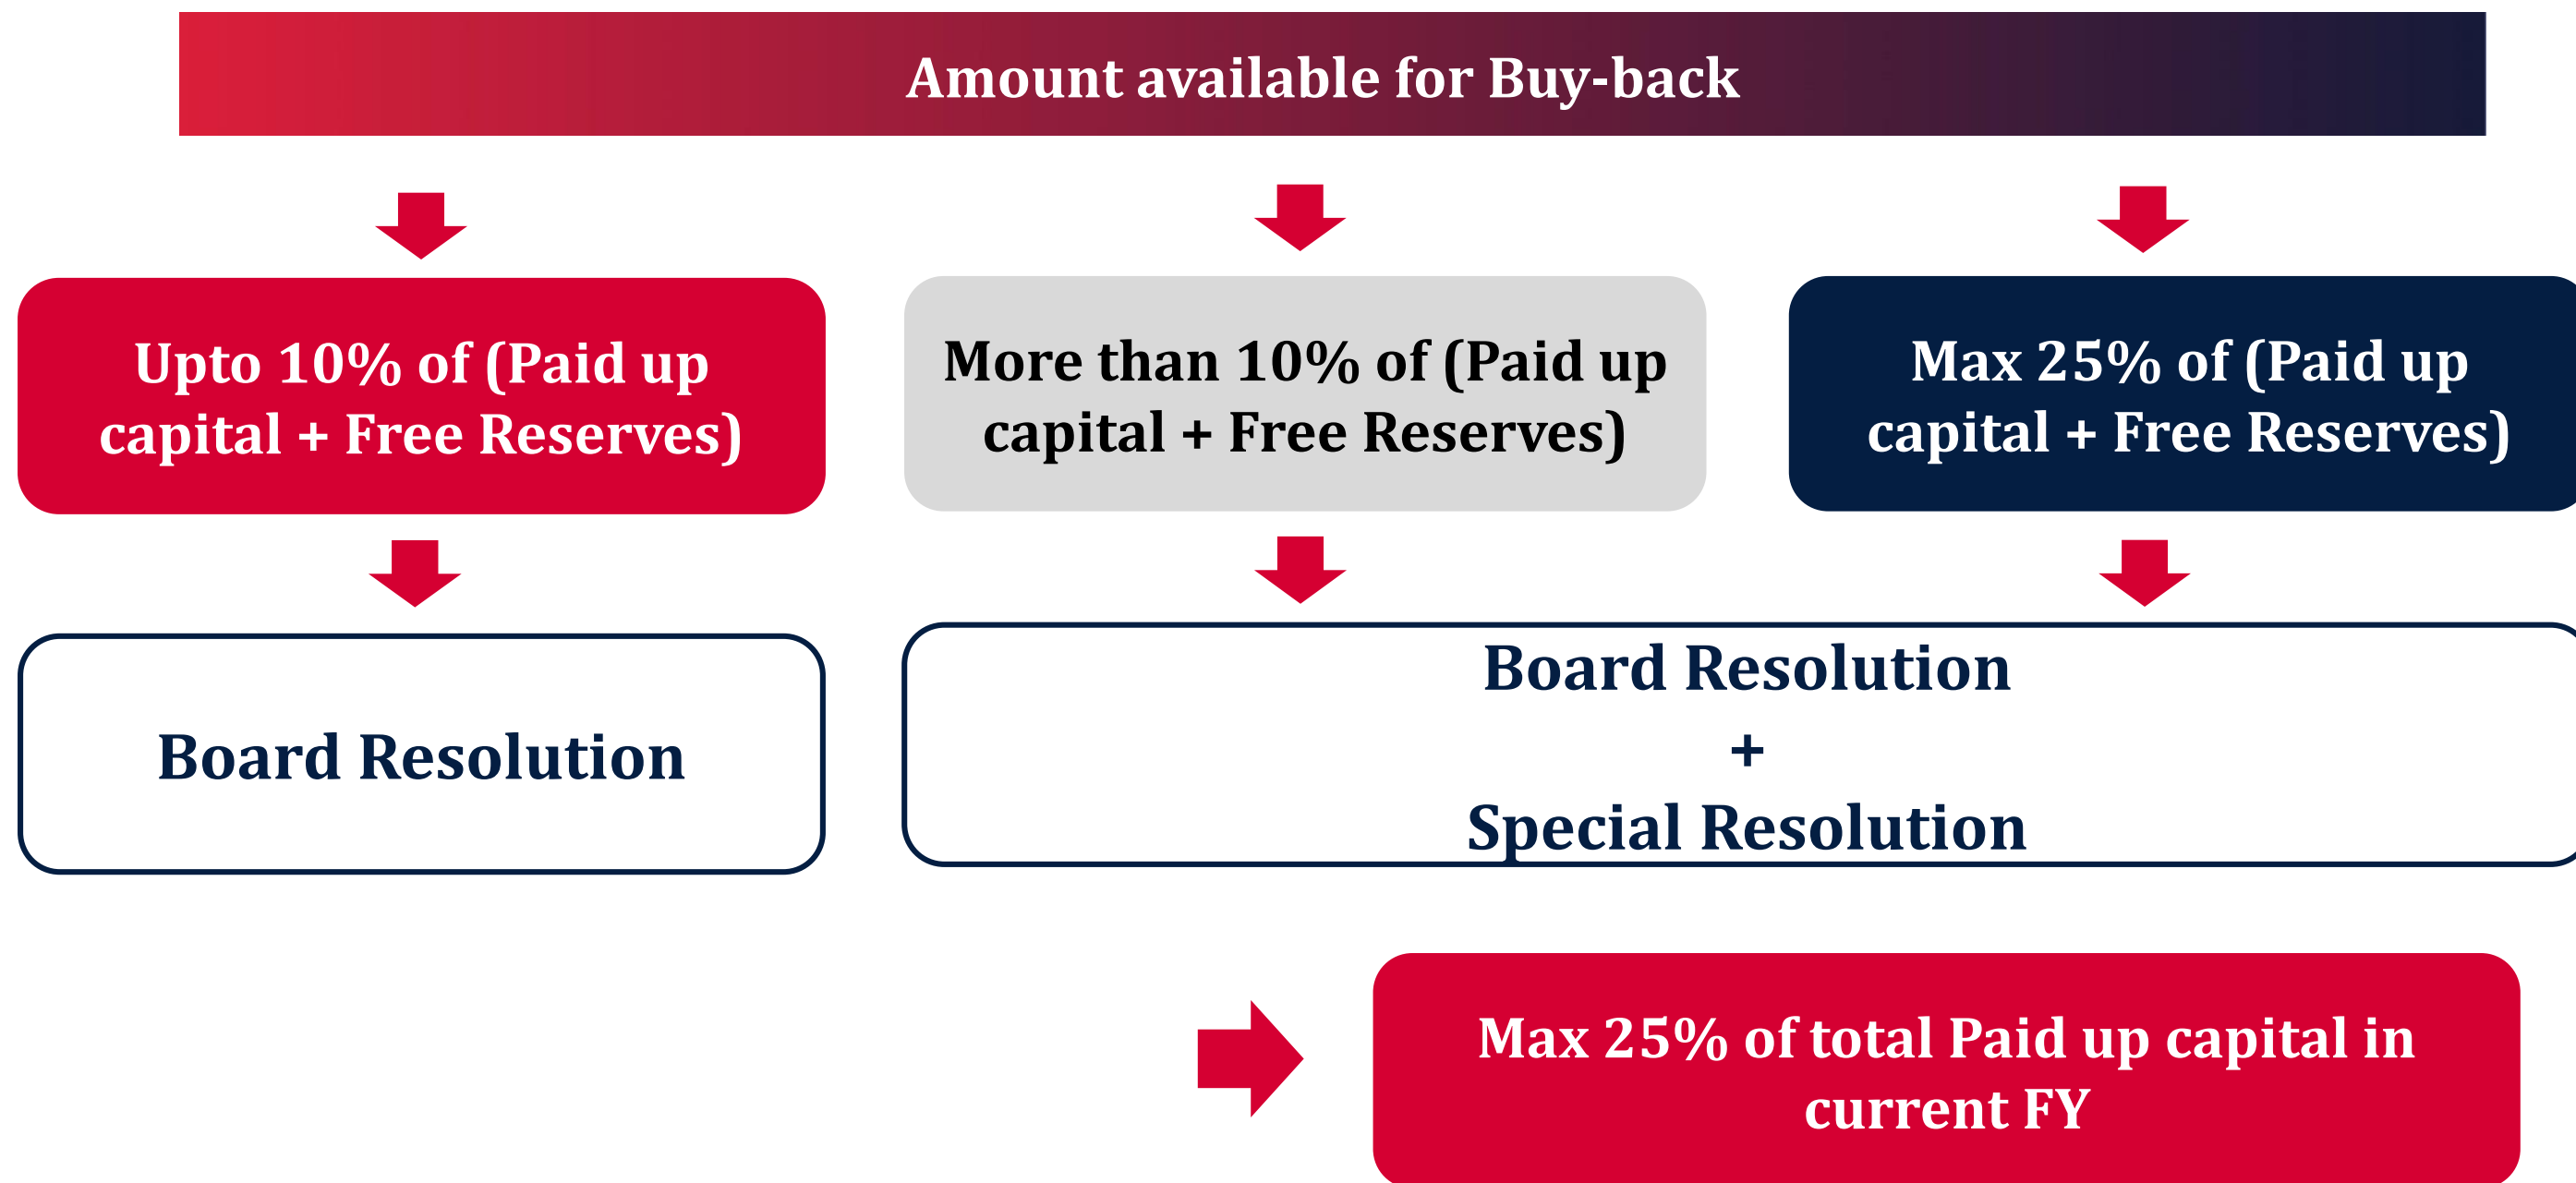 Amount available for Buy-back
Upto 10% of (Paid up
capital + Free Reserves)
More than 10% of (Paid up
capital + Free Reserves)
Max 25% of (Paid up
capital + Free Reserves)
Board Resolution
Board Resolution
+
Special Resolution
Max 25% of total Paid up capital in
current FY